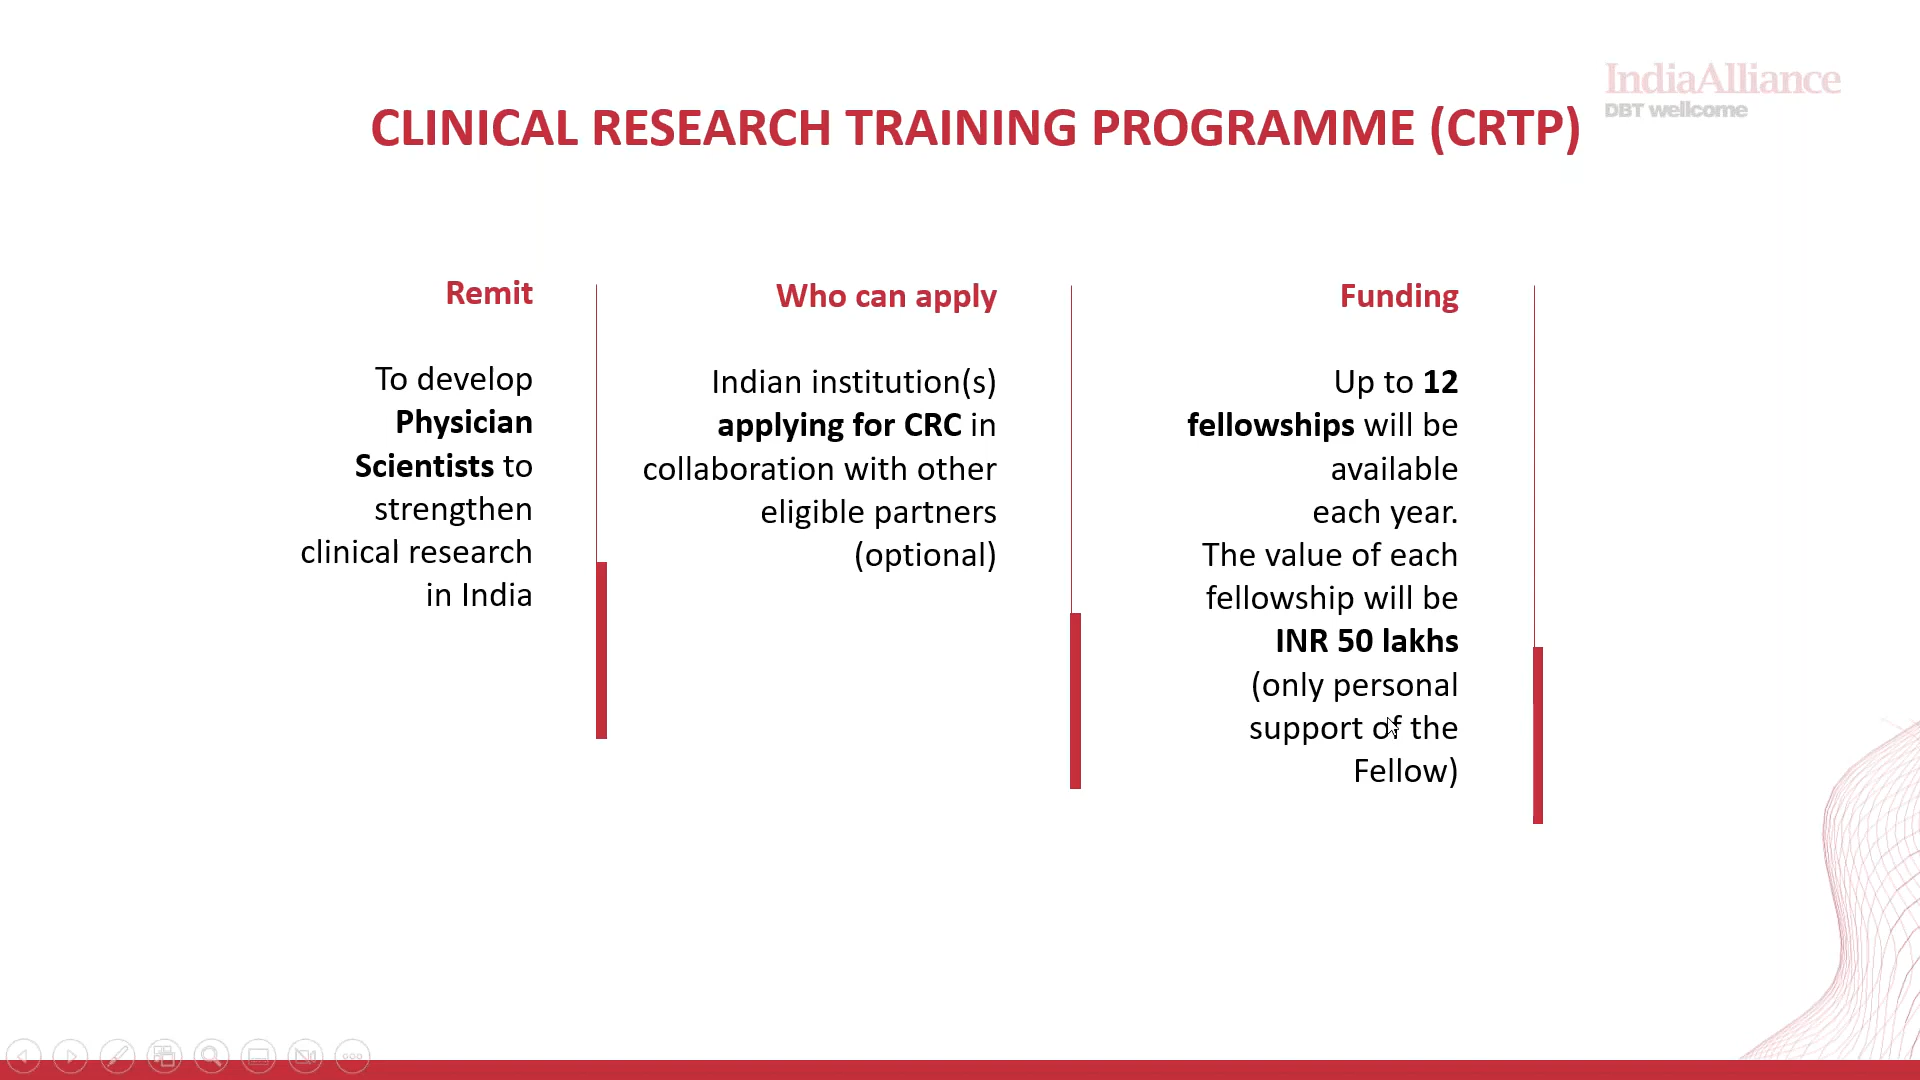 IndiaAlliance
DBT wellcome
CLINICAL RESEARCH TRAINING PROGRAMME (CRTP)
Remit
To develop
Physician
Scientists to
strengthen
clinical research
in India
Who can apply
Indian institution(s)
applying for CRC in
collaboration with other
eligible partners
(optional)
Funding
Up to 12
fellowships will be
available
each year.
The value of each
fellowship will be
INR 50 lakhs
(only personal
support of the
Fellow)